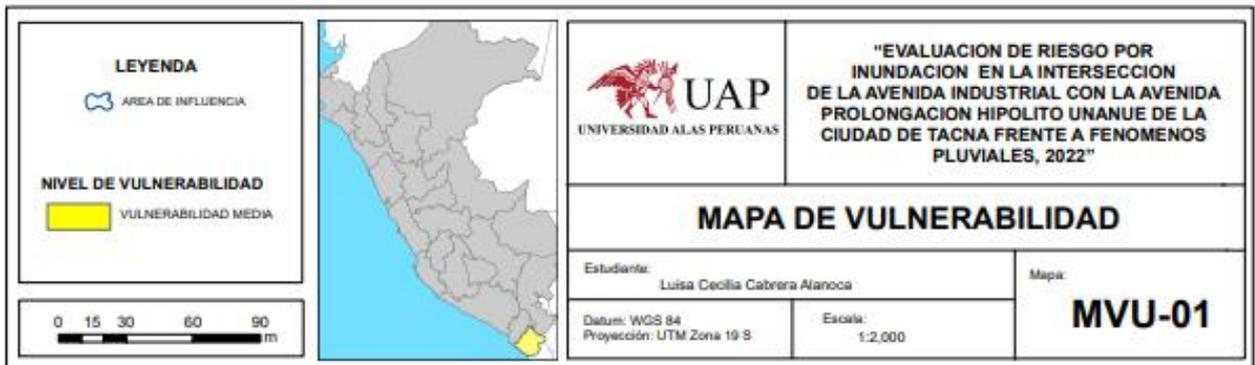 LEYENDA
AREA DE INFLUENCIA
NIVEL DE VULNERABILIDAD
VULNERABILIDAD MEDIA
0 15 30 60 90
m
UAP
UNIVERSIDAD ALAS PERUANAS
“EVALUACION DE RIESGO POR
INUNDACION EN LA INTERSECCION
DE LA AVENIDA INDUSTRIAL CON LA AVENIDA
PROLONGACION HIPOLITO UNANUE DE LA
CIUDAD DE TACNA FRENTE A FENOMENOS
PLUVIALES, 2022”
MAPA DE VULNERABILIDAD
Estudiante:
Luisa Cecilia Cabrera Alanoca
Datum: WGS 84
Proyección: UTM Zona 19 S
Escala:
1:2,000
Mapa:
MVU-01